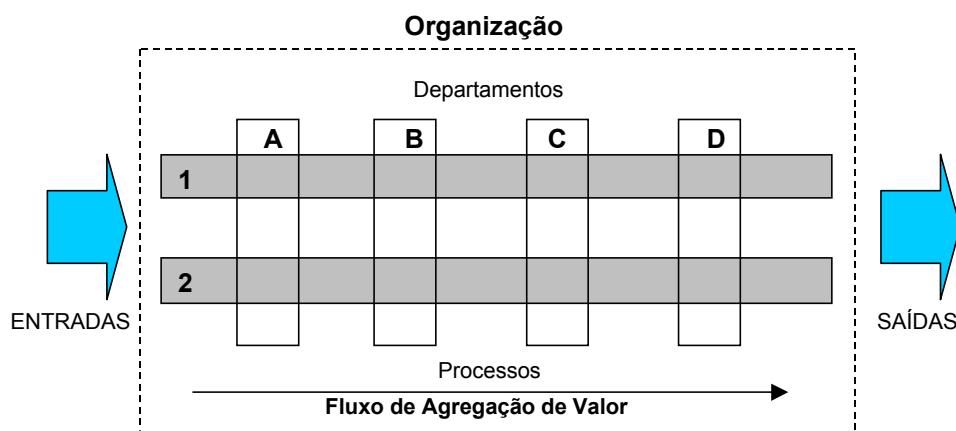 Organização
Departamentos
A B C D
1
2
ENTRADAS
SAÍDAS
Processos
Fluxo de Agregação de Valor